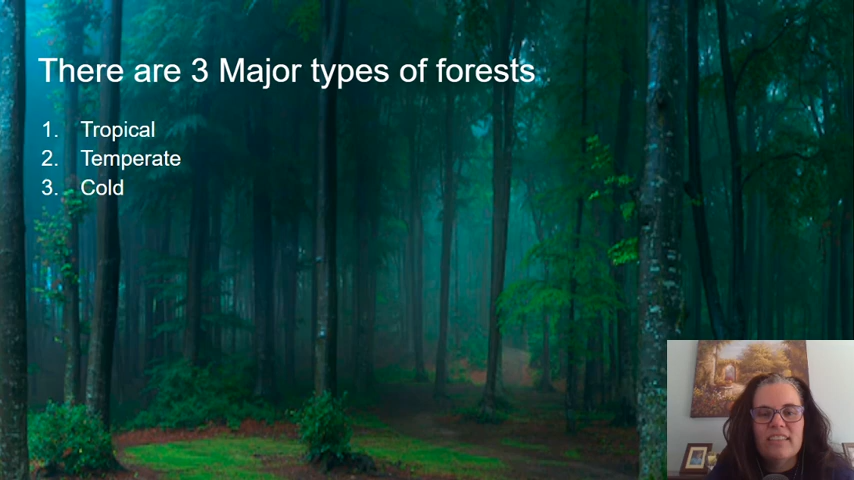 There are 3 Major types of forests
1. Tropical
2. Temperate
3. Cold